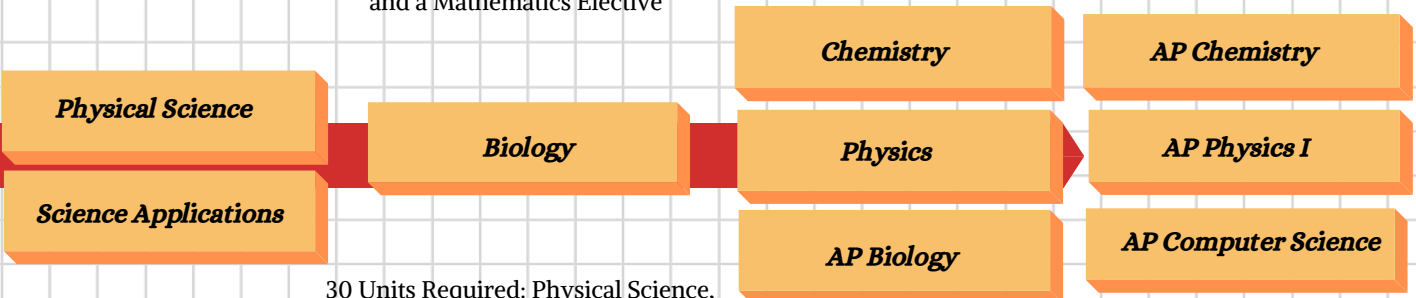 and a Mathematics Elective
Physical Science
Science Applications
Biology
Chemistry
Physics
AP Biology
AP Chemistry
AP Physics I
AP Computer Science
30 Units Required: Physical Science,